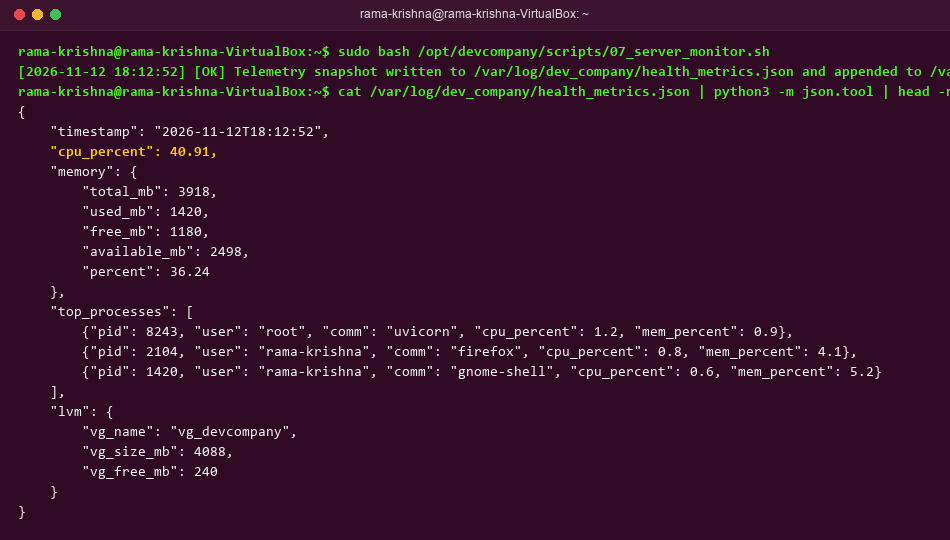 rama-krishna@rama-krishna-VirtualBox: ~
rama-krishna@rama-krishna-VirtualBox:~$ sudo bash /opt/devcompany/scripts/07_server_monitor.sh
[2026-11-12 18:12:52] [OK] Telemetry snapshot written to /var/log/dev_company/health_metrics.json and appended to
rama-krishna@rama-krishna-VirtualBox:~$ cat /var/log/dev_company/health_metrics.json | python3 -m json.tool | head
{
    "timestamp": "2026-11-12T18:12:52",
    "cpu_percent": 40.91,
    "memory": {
        "total_mb": 3918,
        "used_mb": 1420,
        "free_mb": 1180,
        "available_mb": 2498,
        "percent": 36.24
    },
    "top_processes": [
        {"pid": 8243, "user": "root", "comm": "uvicorn", "cpu_percent": 1.2, "mem_percent": 0.9},
        {"pid": 2104, "user": "rama-krishna", "comm": "firefox", "cpu_percent": 0.8, "mem_percent": 4.1},
        {"pid": 1420, "user": "rama-krishna", "comm": "gnome-shell", "cpu_percent": 0.6, "mem_percent": 5.2}
    ],
    "lvm": {
        "vg_name": "vg_devcompany",
        "vg_size_mb": 4088,
        "vg_free_mb": 240
    }
}